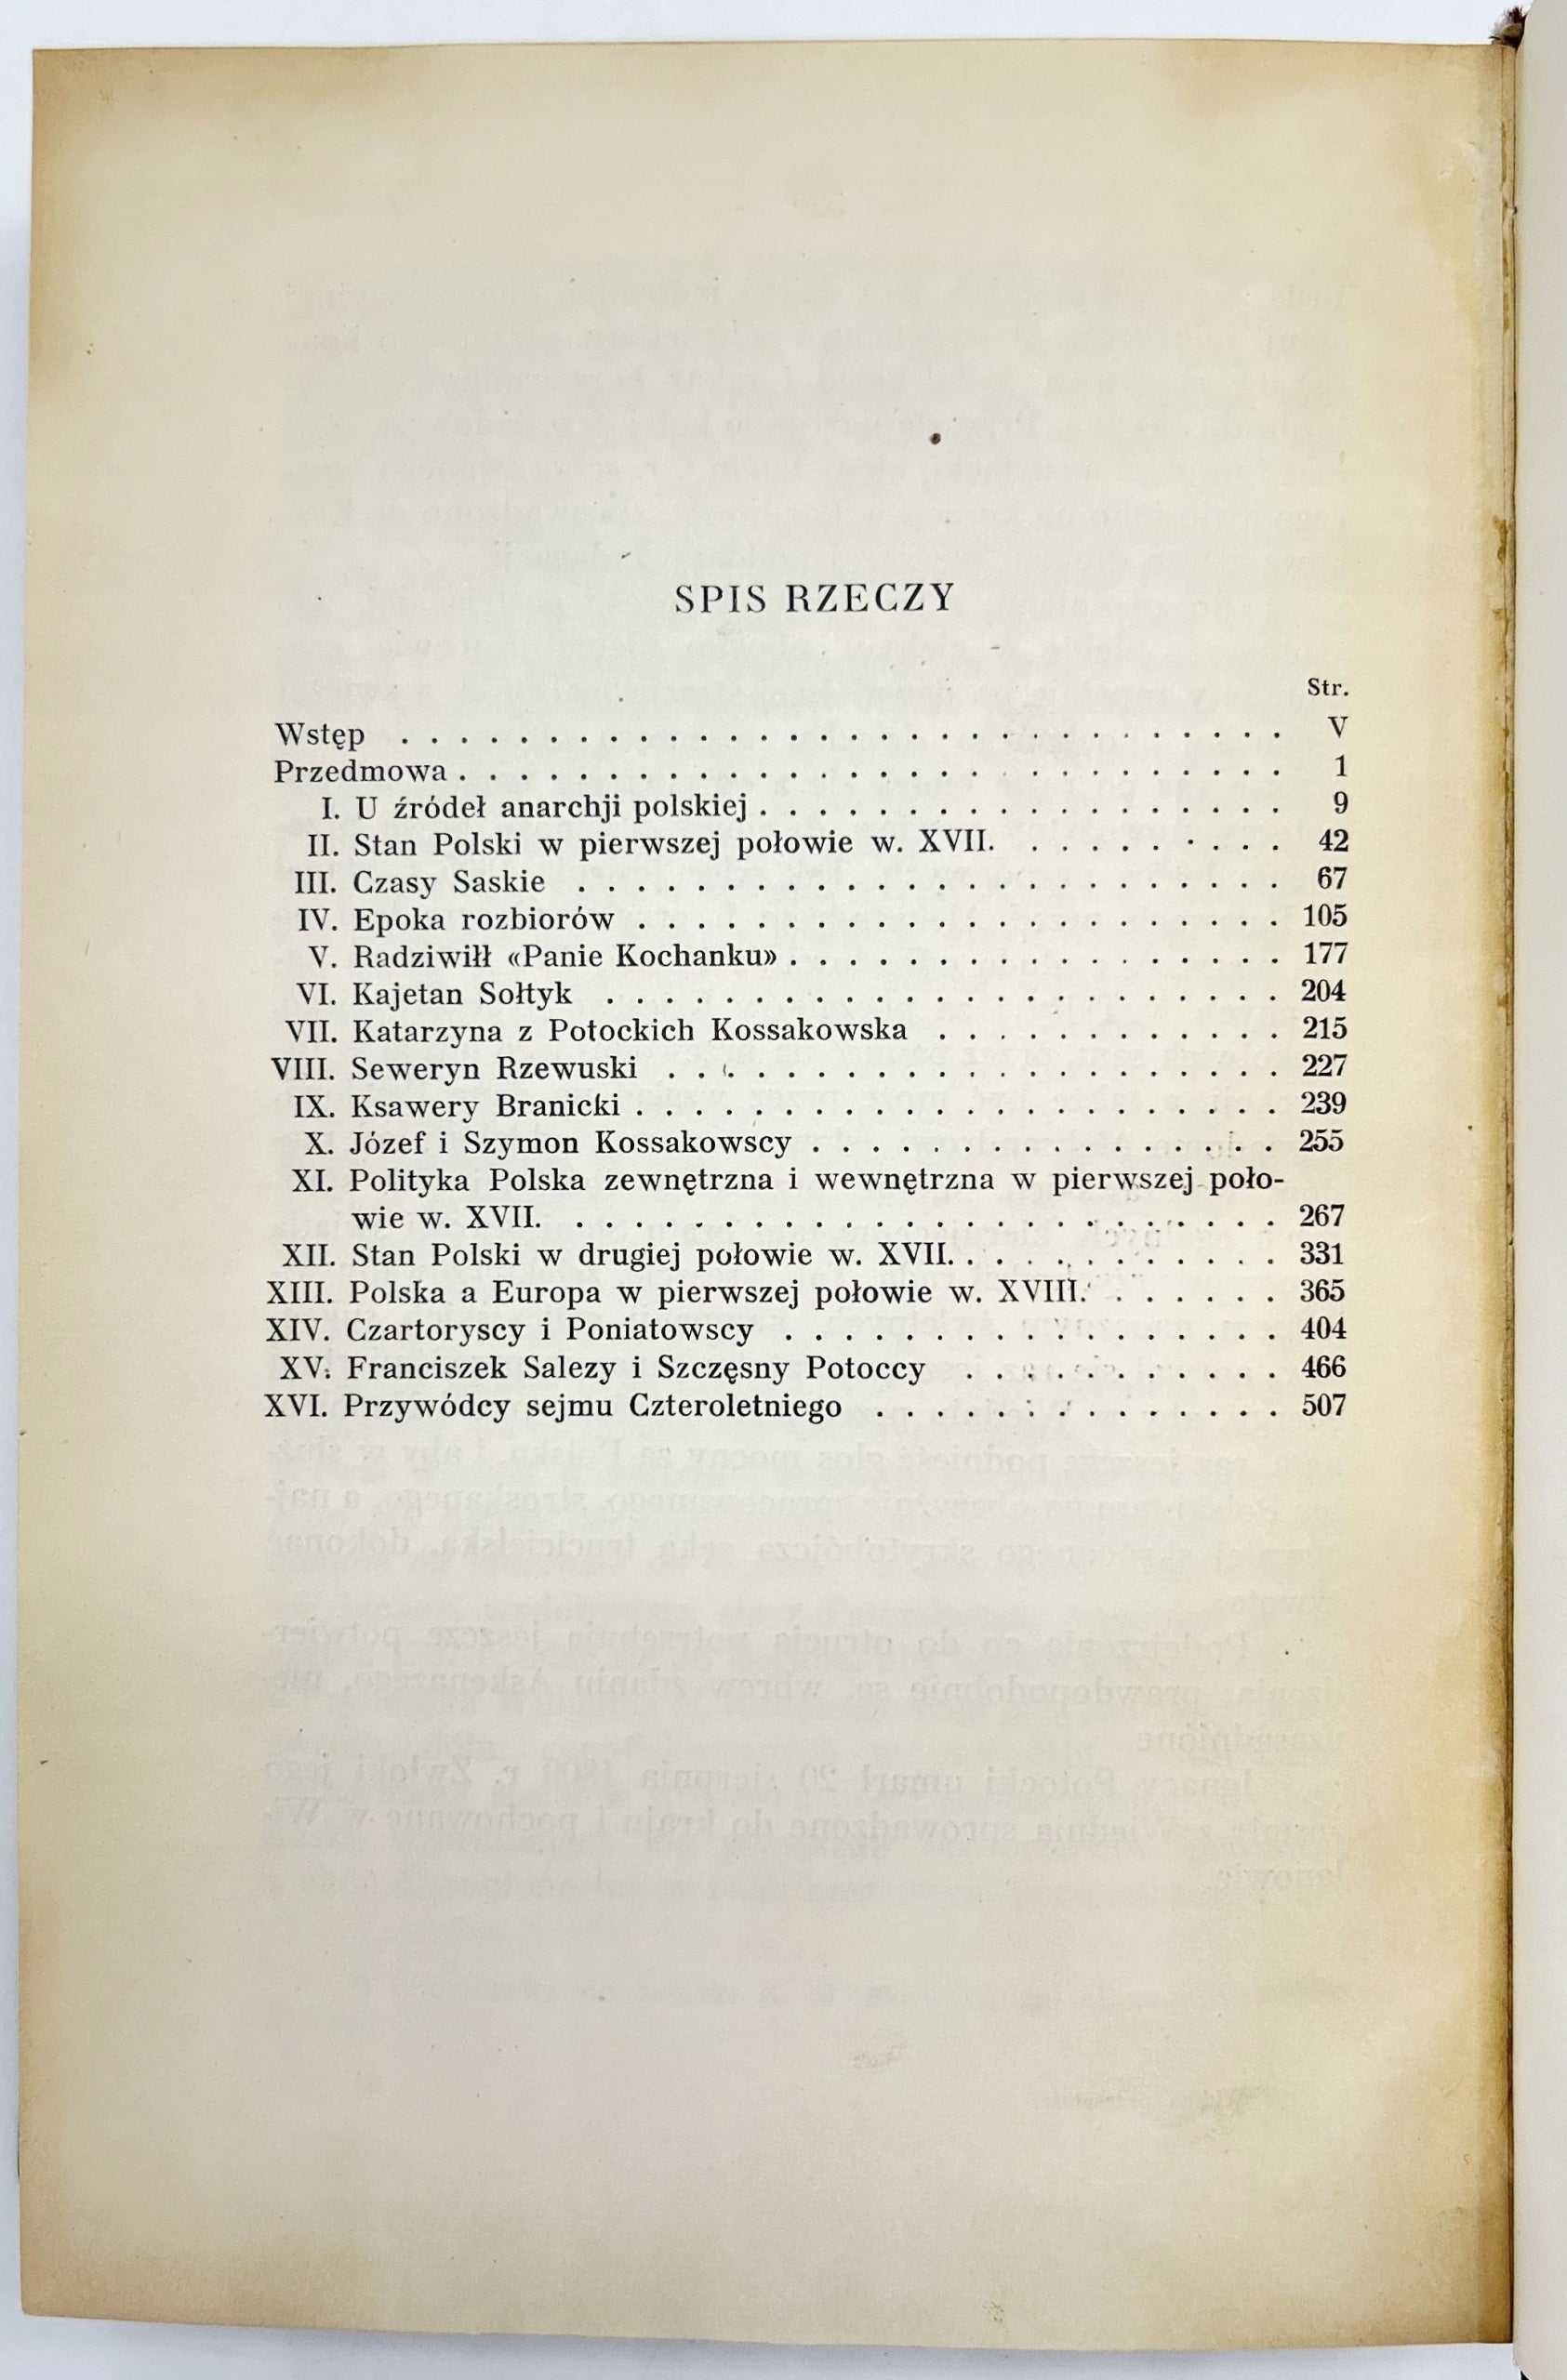 SPIS RZECZY
Str.
Wstęp . . . . . . . . . . . . . . . . . . . . . . . . . . . . . . V
Przedmowa . . . . . . . . . . . . . . . . . . . . . . . . . . . . 1
I. U źródeł anarchji polskiej . . . . . . . . . . . . . . . . . . 9
II. Stan Polski w pierwszej połowie w. XVII. . . . . . . . . . 42
III. Czasy Saskie . . . . . . . . . . . . . . . . . . . . . . . . 67
IV. Epoka rozbiorów . . . . . . . . . . . . . . . . . . . . . . 105
V. Radziwiłł «Panie Kochanku» . . . . . . . . . . . . . . . . . 177
VI. Kajetan Sołtyk . . . . . . . . . . . . . . . . . . . . . . . 204
VII. Katarzyna z Potockich Kossakowska . . . . . . . . . . . . 215
VIII. Seweryn Rzewuski . . . . . . . . . . . . . . . . . . . . . 227
IX. Ksawery Branicki . . . . . . . . . . . . . . . . . . . . . . 239
X. Józef i Szymon Kossakowscy . . . . . . . . . . . . . . . . 255
XI. Polityka Polska zewnętrzna i wewnętrzna w pierwszej poło-
wie w. XVII. . . . . . . . . . . . . . . . . . . . . . . . . 267
XII. Stan Polski w drugiej połowie w. XVII. . . . . . . . . . . . 331
XIII. Polska a Europa w pierwszej połowie w. XVIII. . . . . . . 365
XIV. Czartoryscy i Poniatowscy . . . . . . . . . . . . . . . . . 404
XV. Franciszek Salezy i Szczęsny Potoccy . . . . . . . . . . . 466
XVI. Przywódcy sejmu Czteroletniego . . . . . . . . . . . . . . 507